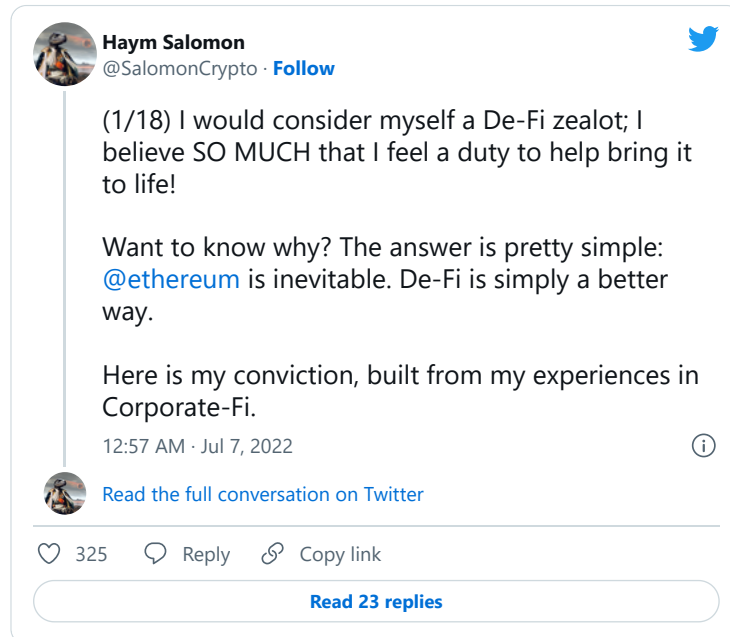 Haym Salomon
@SalomonCrypto · Follow
(1/18) I would consider myself a De-Fi zealot; I
believe SO MUCH that I feel a duty to help bring it
to life!
Want to know why? The answer is pretty simple:
@ethereum is inevitable. De-Fi is simply a better
way.
Here is my conviction, built from my experiences in
Corporate-Fi.
12:57 AM · Jul 7, 2022
Read the full conversation on Twitter
325 Reply Copy link
Read 23 replies